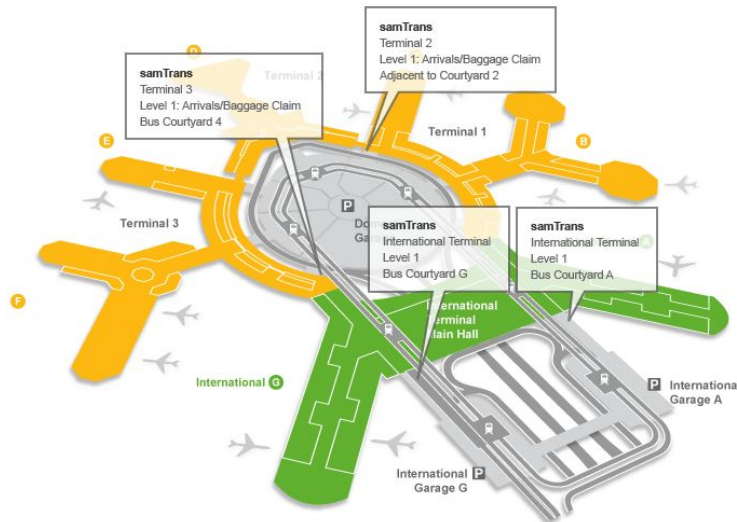 samTrans
Terminal 2
Level 1: Arrivals/Baggage Claim
Adjacent to Courtyard 2
samTrans
Terminal 3
Level 1: Arrivals/Baggage Claim
Bus Courtyard 4
D
Terminal 2
Terminal 1
B
E
P
Terminal 3
samTrans
International Terminal
Level 1
Bus Courtyard G
samTrans
International Terminal
Level 1
Bus Courtyard A
A
F
International
Terminal
Main Hall
International G
P International
Garage A
International P
Garage G